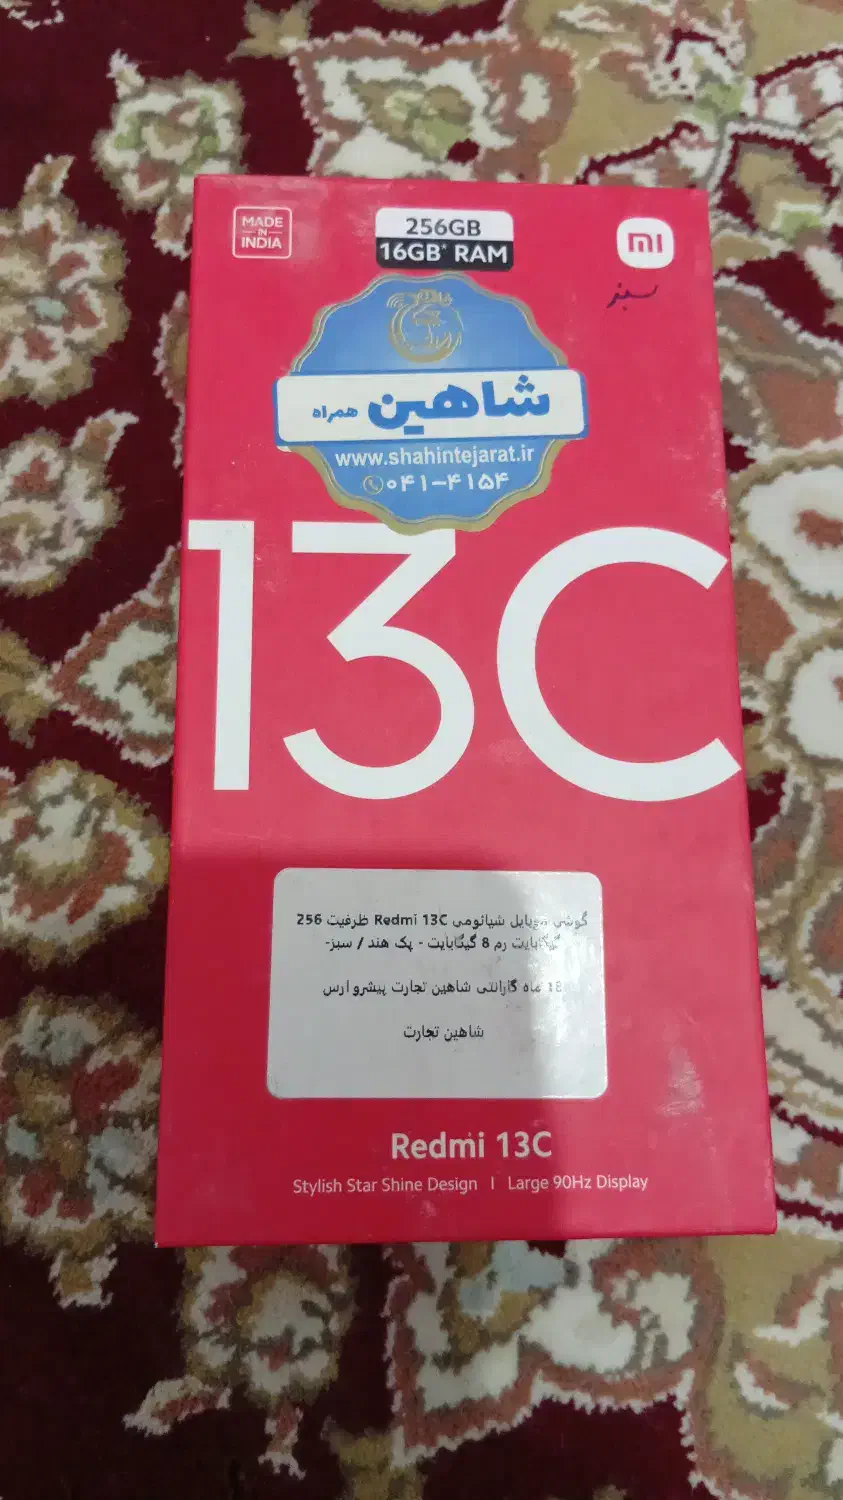 MADE
IN
INDIA
256GB
16GB* RAM
mi
سبز
شاهین همراه
www.shahintejarat.ir
۰۴۱-۴۱۵۴
13C
گوشی موبایل شیائومی Redmi 13C ظرفیت 256
گیگابایت رم 8 گیگابایت - پک هند / سبز-
18 ماه گارانتی شاهین تجارت پیشرو ارس
شاهین تجارت
Redmi 13C
Stylish Star Shine Design | Large 90Hz Display